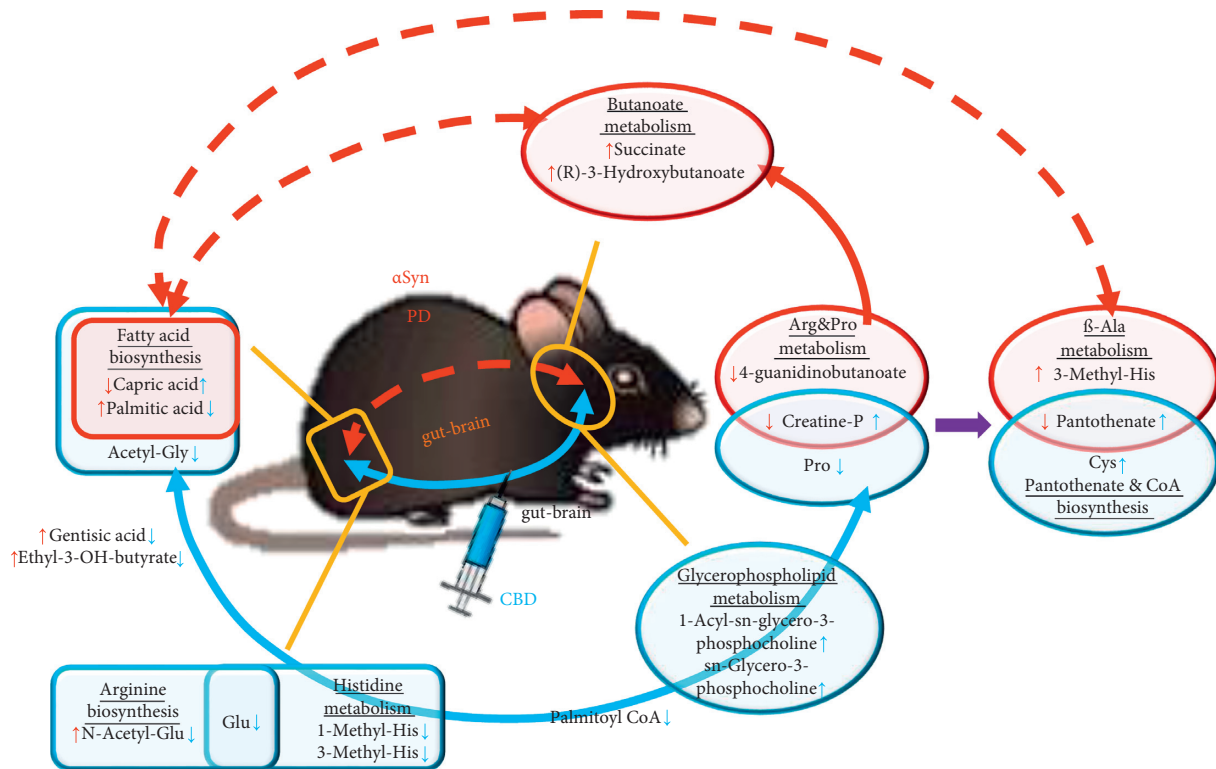 Butanoate
metabolism
↑Succinate
↑(R)-3-Hydroxybutanoate
αSyn
PD
gut-brain
gut-brain
CBD
Fatty acid
biosynthesis
↓Capric acid↑
↑Palmitic acid↓
Acetyl-Gly↓
Arg&Pro
metabolism
↓4-guanidinobutanoate
↓ Creatine-P ↑
Pro ↓
ß-Ala
metabolism
↑ 3-Methyl-His
↓ Pantothenate ↑
Cys↑
Pantothenate & CoA
biosynthesis
↑Gentisic acid↓
↑Ethyl-3-OH-butyrate↓
Glycerophospholipid
metabolism
1-Acyl-sn-glycero-3-
phosphocholine↑
sn-Glycero-3-
phosphocholine↑
Palmitoyl CoA↓
Arginine
biosynthesis
↑N-Acetyl-Glu↓
Glu↓
Histidine
metabolism
1-Methyl-His↓
3-Methyl-His↓